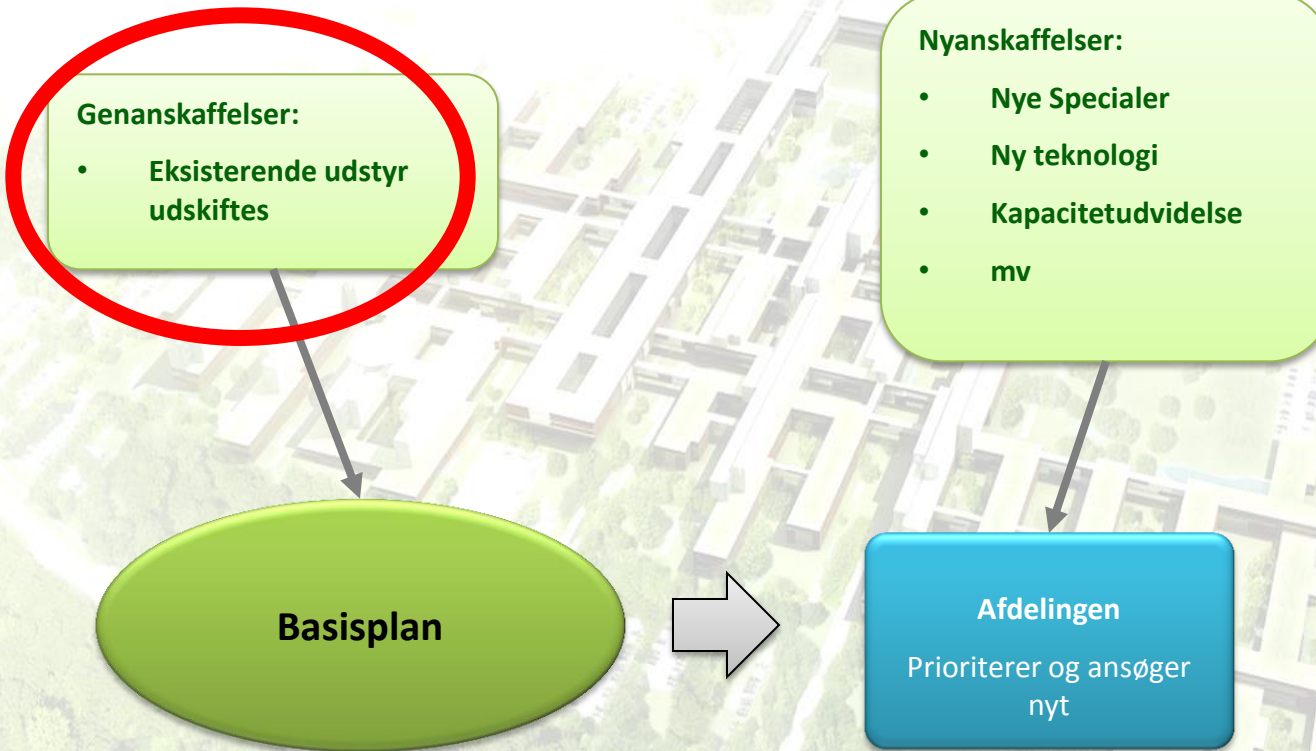 Genanskaffelser:
• Eksisterende udstyr
udskiftes
Nyanskaffelser:
• Nye Specialer
• Ny teknologi
• Kapacitetudvidelse
• mv
Basisplan
Afdelingen
Prioriterer og ansøger
nyt